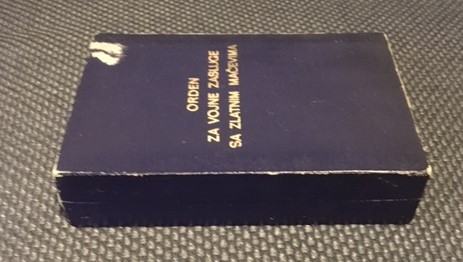 ORDEN
ZA VOJNE ZASLUGE
SA ZLATNIM MAČEVIMA